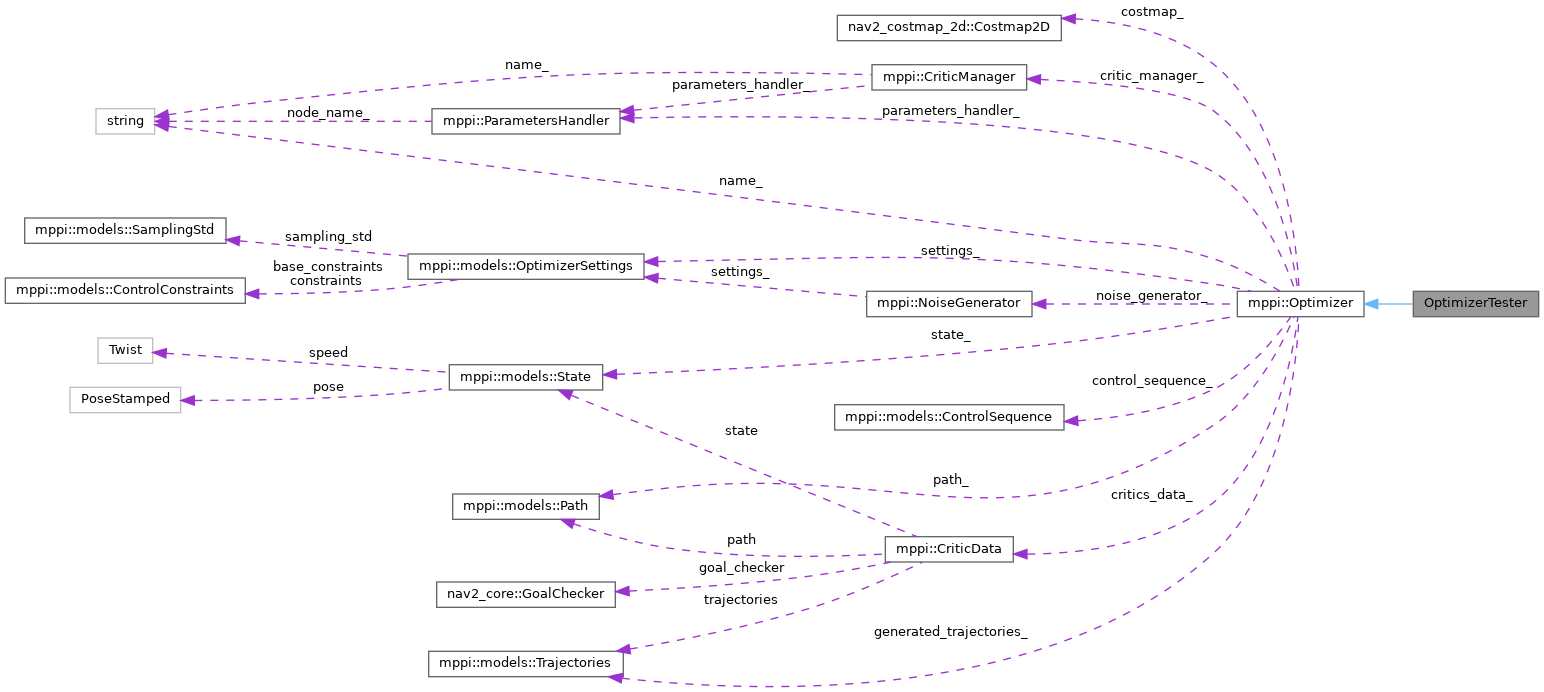 costmap_
nav2_costmap_2d::Costmap2D
name_
mppi::CriticManager
critic_manager_
parameters_handler_
string
node_name_
mppi::ParametersHandler
parameters_handler_
name_
mppi::models::SamplingStd
sampling_std
settings_
mppi::models::OptimizerSettings
base_constraints
constraints
settings_
mppi::models::ControlConstraints
mppi::NoiseGenerator
noise_generator_
mppi::Optimizer
OptimizerTester
state_
Twist
speed
mppi::models::State
pose
PoseStamped
control_sequence_
mppi::models::ControlSequence
state
path_
critics_data_
mppi::models::Path
path
mppi::CriticData
goal_checker
nav2_core::GoalChecker
trajectories
generated_trajectories_
mppi::models::Trajectories